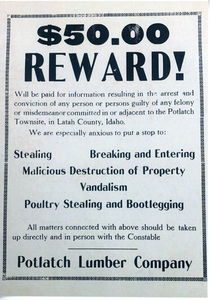 $50.00
REWARD!
Will be paid for information resulting in the arrest and
conviction of any person or persons guilty of any felony
or misdemeanor committed in or adjacent to the Potlatch
Townsite, in Latah County, Idaho.
We are especially anxious to put a stop to:
Stealing Breaking and Entering
Malicious Destruction of Property
Vandalism
Poultry Stealing and Bootlegging
All matters connected with above should be taken
up directly and in person with the Constable
Potlatch Lumber Company